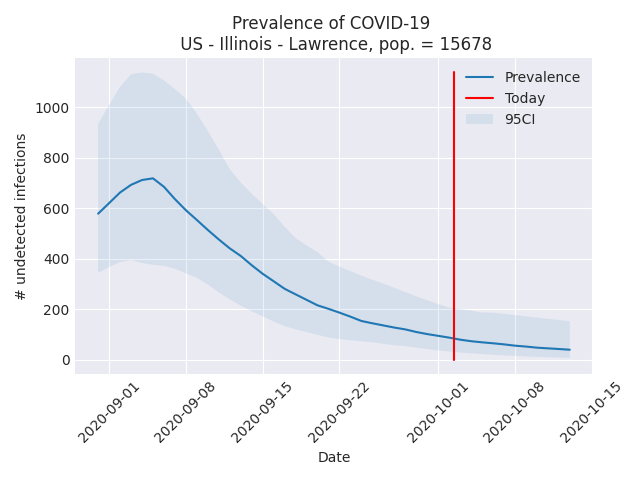 Prevalence of COVID-19
US - Illinois - Lawrence, pop. = 15678
Prevalence
Today
95CI
1000
800
600
400
200
0
# undetected infections
2020-09-01
2020-09-08
2020-09-15
2020-09-22
2020-10-01
2020-10-08
2020-10-15
Date